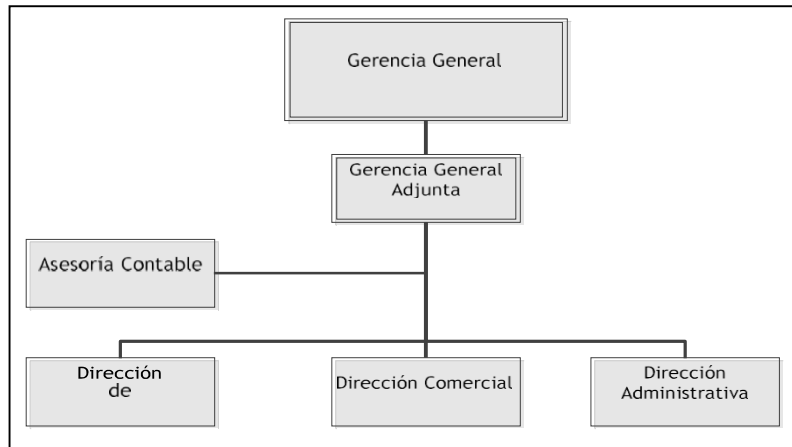 Gerencia General
Gerencia General
Adjunta
Asesoría Contable
Dirección
de
Dirección Comercial
Dirección
Administrativa